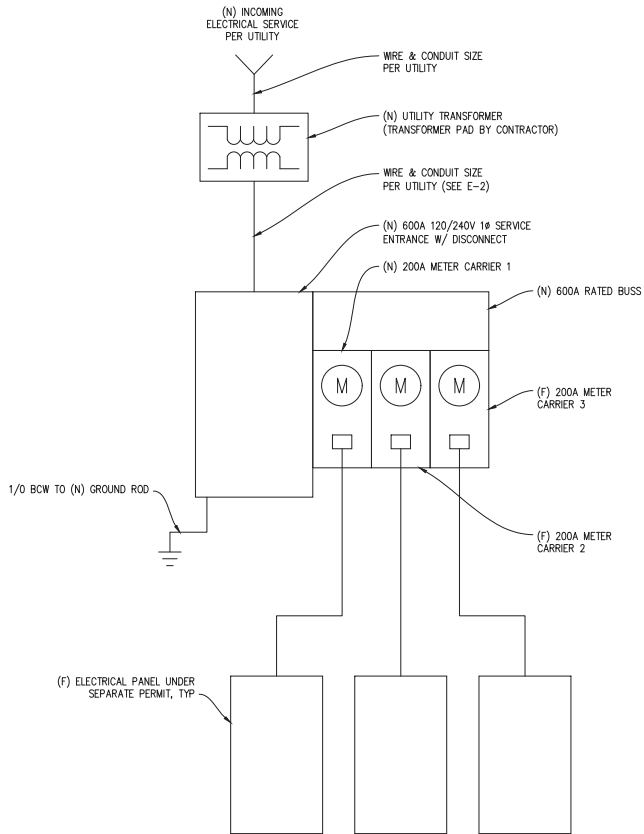 (N) INCOMING
ELECTRICAL SERVICE
PER UTILITY
WIRE & CONDUIT SIZE
PER UTILITY
(N) UTILITY TRANSFORMER
(TRANSFORMER PAD BY CONTRACTOR)
WIRE & CONDUIT SIZE
PER UTILITY (SEE E-2)
(N) 600A 120/240V 1ø SERVICE
ENTRANCE W/ DISCONNECT
(N) 200A METER CARRIER 1
(N) 600A RATED BUSS
M M M
(F) 200A METER
CARRIER 3
1/0 BCW TO (N) GROUND ROD
(F) 200A METER
CARRIER 2
(F) ELECTRICAL PANEL UNDER
SEPARATE PERMIT, TYP